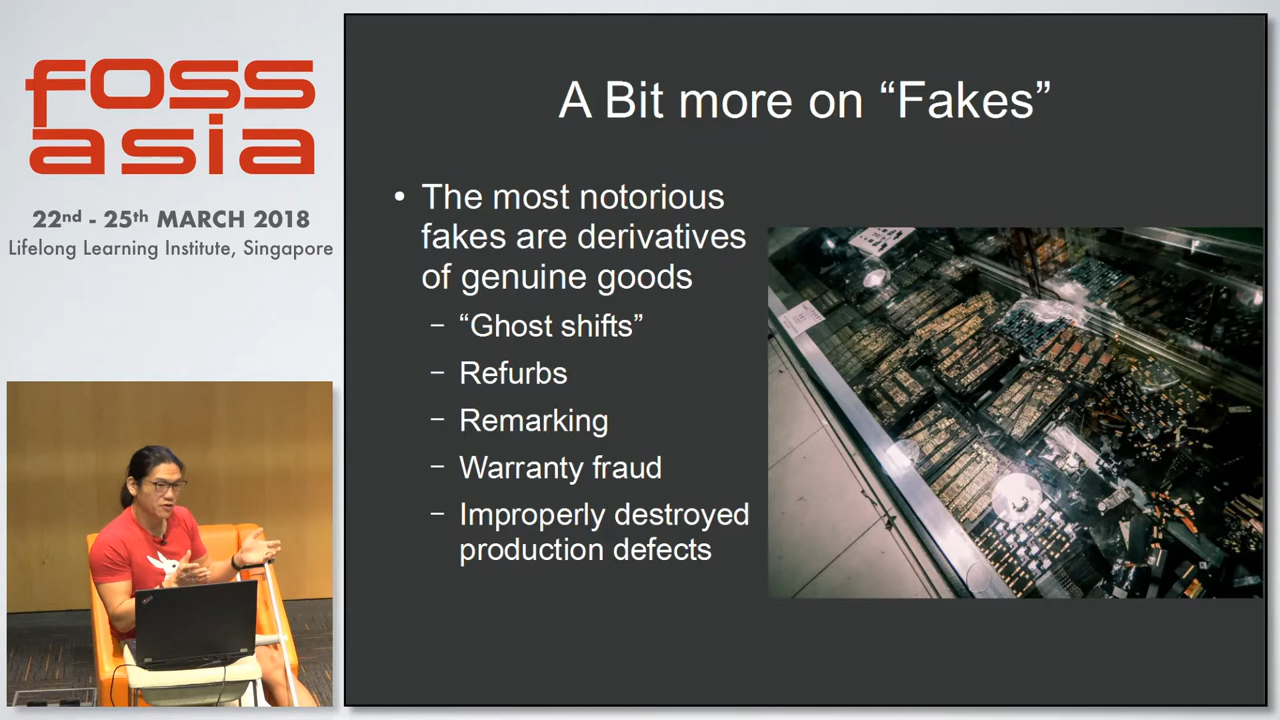 foss
asia
22nd - 25th MARCH 2018
Lifelong Learning Institute, Singapore
A Bit more on “Fakes”
• The most notorious
fakes are derivatives
of genuine goods
– “Ghost shifts”
– Refurbs
– Remarking
– Warranty fraud
– Improperly destroyed
production defects